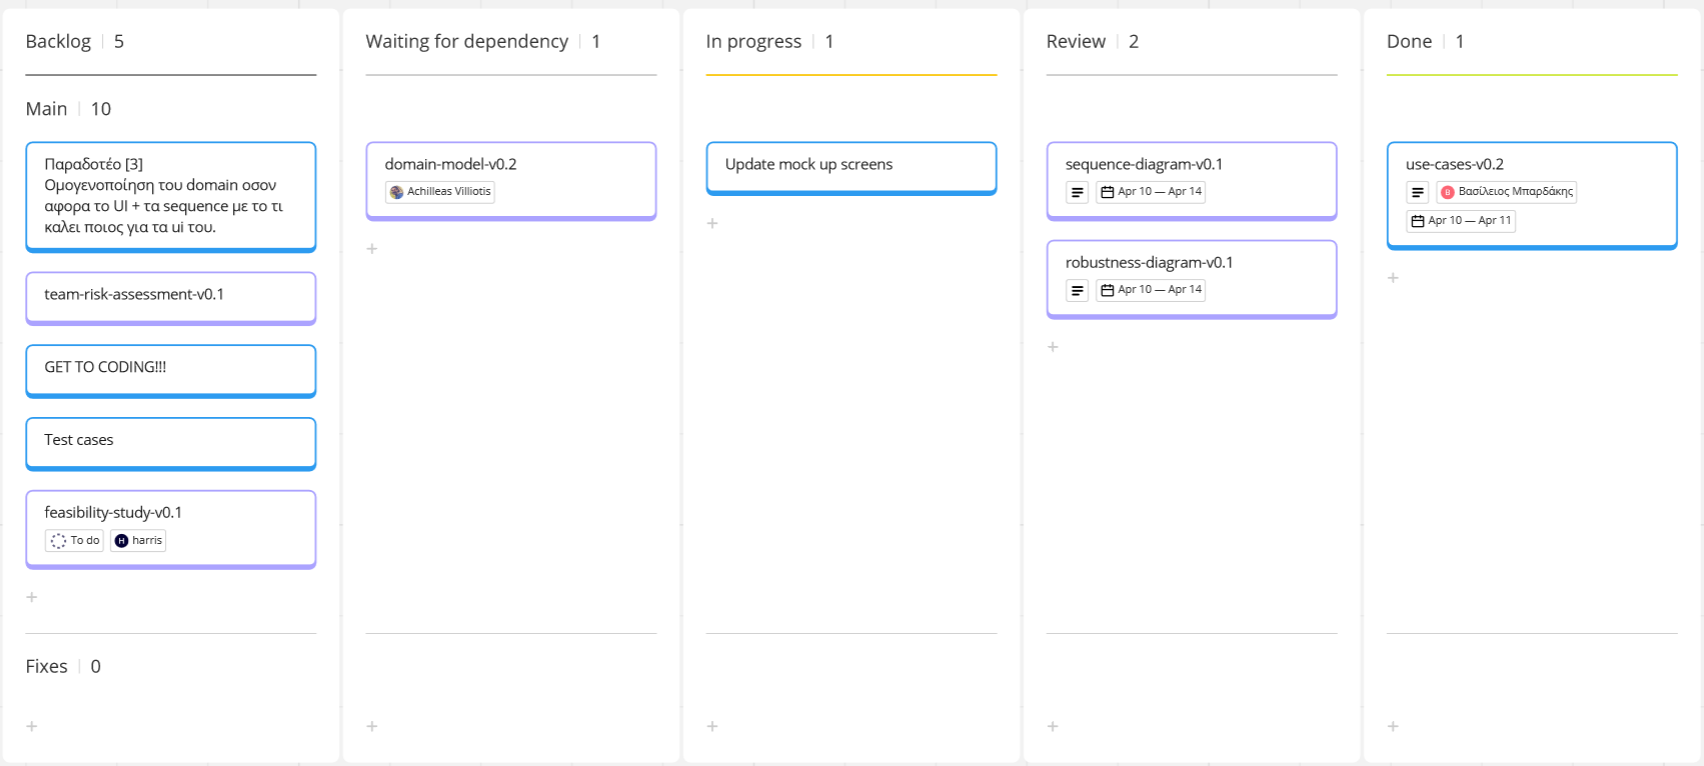 Backlog 5
Waiting for dependency 1
In progress 1
Review 2
Done 1
Main 10
Παραδοτέο [3]
Ομογενοποίηση του domain οσον
αφορα το UI + τα sequence με το τι
καλει ποιος για τα ui του.
team-risk-assessment-v0.1
GET TO CODING!!!
Test cases
feasibility-study-v0.1
To do H harris
domain-model-v0.2
Achilleas Villiotis
Update mock up screens
sequence-diagram-v0.1
Apr 10 — Apr 14
robustness-diagram-v0.1
Apr 10 — Apr 14
use-cases-v0.2
Β Βασίλειος Μπαρδάκης
Apr 10 — Apr 11
Fixes 0